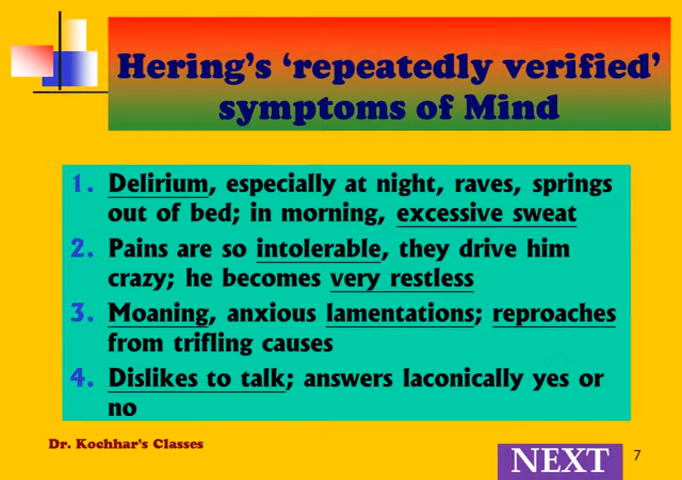 Hering's 'repeatedly verified'
symptoms of Mind
1. Delirium, especially at night, raves, springs
out of bed; in morning, excessive sweat
2. Pains are so intolerable, they drive him
crazy; he becomes very restless
3. Moaning, anxious lamentations; reproaches
from trifling causes
4. Dislikes to talk; answers laconically yes or
no
Dr. Kochhar's Classes
NEXT
7